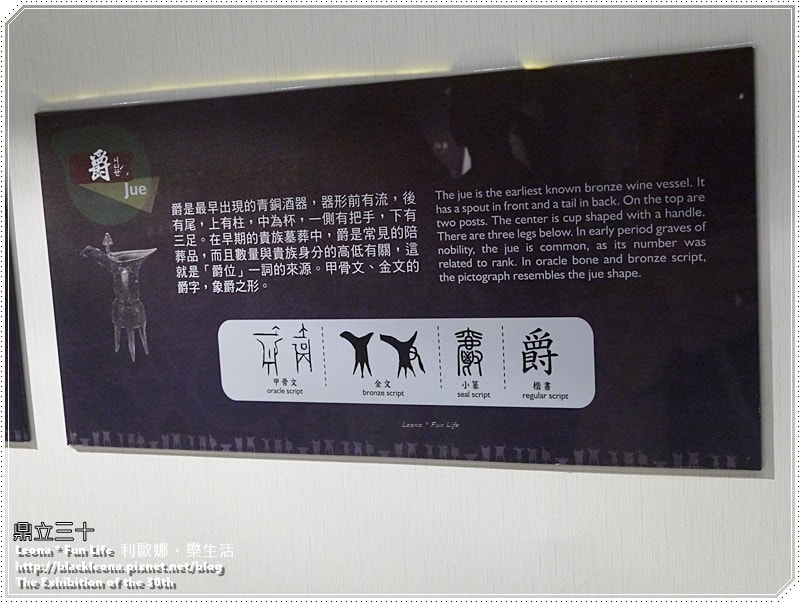 爵 ㄐㄩㄝˊ
Jue
爵是最早出現的青銅酒器，器形前有流，後
有尾，上有柱，中為杯，一側有把手，下有
三足。在早期的貴族墓葬中，爵是常見的陪
葬品，而且數量與貴族身分的高低有關，這
就是「爵位」一詞的來源。甲骨文、金文的
爵字，象爵之形。
The jue is the earliest known bronze wine vessel. It
has a spout in front and a tail in back. On the top are
two posts. The center is cup shaped with a handle.
There are three legs below. In early period graves of
nobility, the jue is common, as its number was
related to rank. In oracle bone and bronze script,
the pictograph resembles the jue shape.
爵
甲骨文
oracle script
金文
bronze script
小篆
seal script
楷書
regular script
Leona * Fun Life
鼎立三十
Leona * Fun Life 利歐娜。樂生活
http://blackleona.pixnet.net/blog
The Exhibition of the 30th